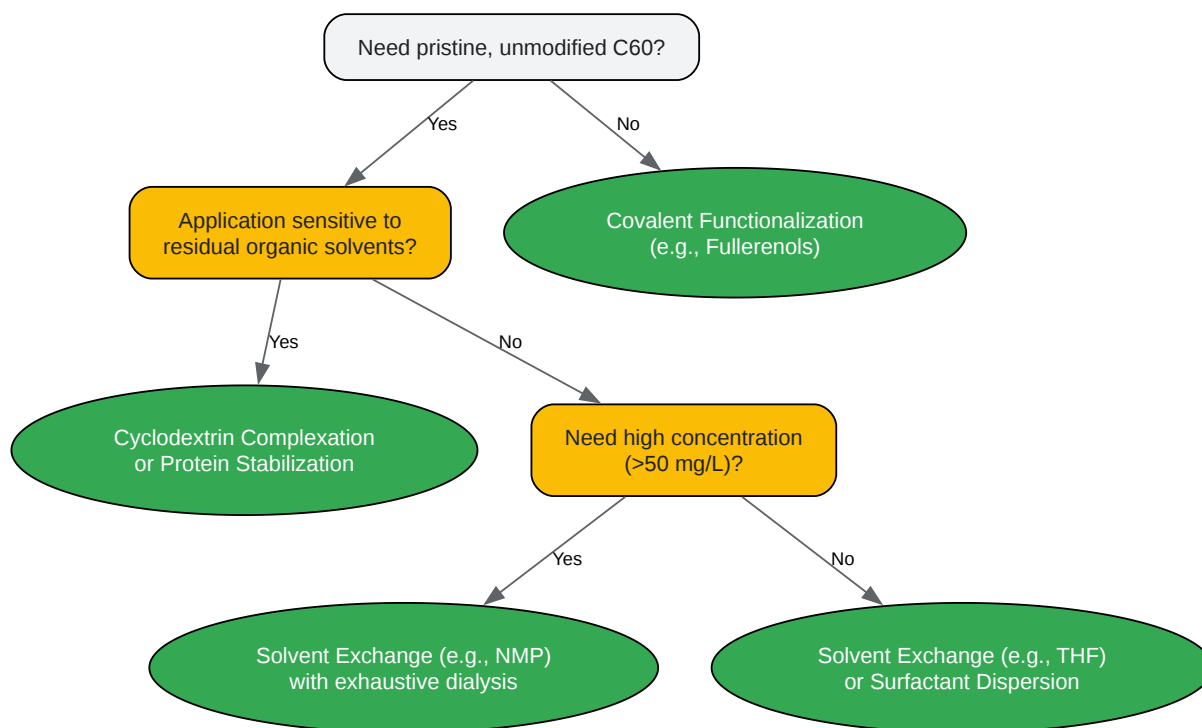 Need pristine, unmodified C60?
Yes
No
Application sensitive to
residual organic solvents?
Covalent Functionalization
(e.g., Fullerenols)
Yes
No
Cyclodextrin Complexation
or Protein Stabilization
Need high concentration
(>50 mg/L)?
Yes
No
Solvent Exchange (e.g., NMP)
with exhaustive dialysis
Solvent Exchange (e.g., THF)
or Surfactant Dispersion